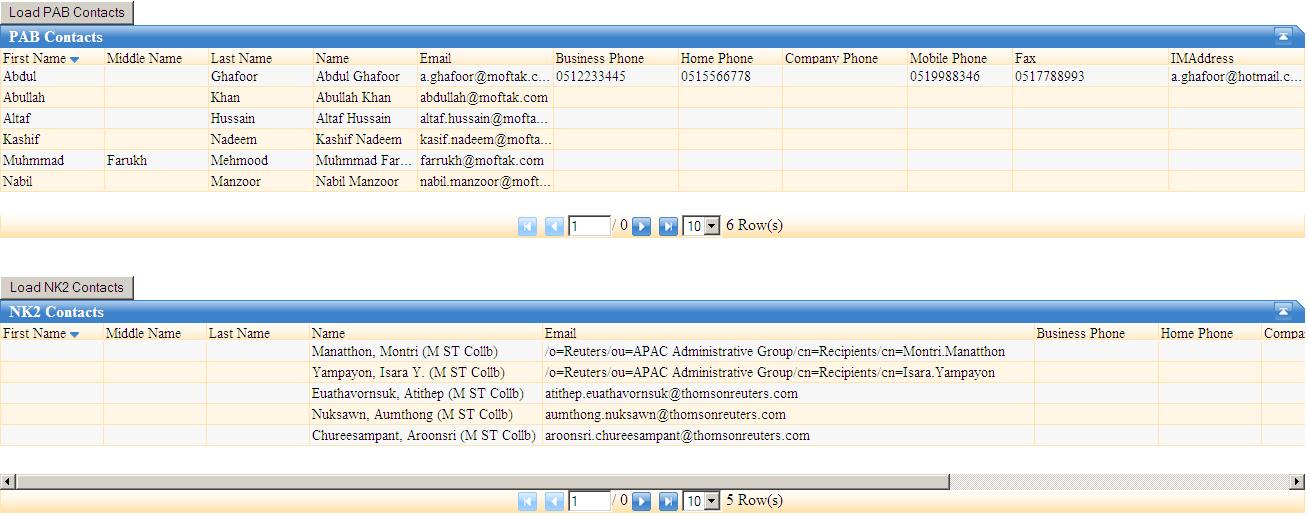 Load PAB Contacts
PAB Contacts
First Name Middle Name Last Name Name Email Business Phone Home Phone Company Phone Mobile Phone Fax IMAddress
Abdul Ghafoor Abdul Ghafoor a.ghafoor@moftak.c... 0512233445 0515566778 0519988346 0517788993 a.ghafoor@hotmail.c...
Abullah Khan Abullah Khan abdullah@moftak.com
Altaf Hussain Altaf Hussain altaf.hussain@mofta...
Kashif Nadeem Kashif Nadeem kasif.nadeem@mofta...
Muhmmad Farukh Mehmood Muhmmad Far... farrukh@moftak.com
Nabil Manzoor Nabil Manzoor nabil.manzoor@moft...
1 / 0 10 6 Row(s)
Load NK2 Contacts
NK2 Contacts
First Name Middle Name Last Name Name Email Business Phone Home Phone Compa
Manatthon, Montri (M ST Collb) /o=Reuters/ou=APAC Administrative Group/cn=Recipients/cn=Montri.Manatthon
Yampayon, Isara Y. (M ST Collb) /o=Reuters/ou=APAC Administrative Group/cn=Recipients/cn=Isara.Yampayon
Euathavornsuk, Atithep (M ST Collb) atithep.euathavornsuk@thomsonreuters.com
Nuksawn, Aumthong (M ST Collb) aumthong.nuksawn@thomsonreuters.com
Chureesampant, Aroonsri (M ST Collb) aroonsri.chureesampant@thomsonreuters.com
1 / 0 10 5 Row(s)